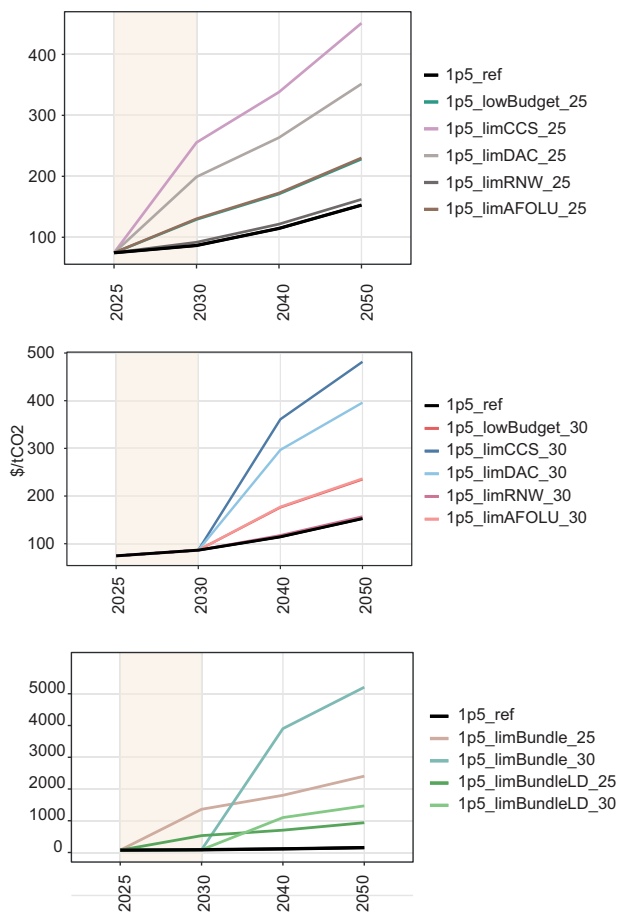 400
300
200
100
2025
2030
2040
2050
1p5_ref
1p5_lowBudget_25
1p5_limCCS_25
1p5_limDAC_25
1p5_limRNW_25
1p5_limAFOLU_25
$/tCO2
500
400
300
200
100
2025
2030
2040
2050
1p5_ref
1p5_lowBudget_30
1p5_limCCS_30
1p5_limDAC_30
1p5_limRNW_30
1p5_limAFOLU_30
5000
4000
3000
2000
1000
0
2025
2030
2040
2050
1p5_ref
1p5_limBundle_25
1p5_limBundle_30
1p5_limBundleLD_25
1p5_limBundleLD_30